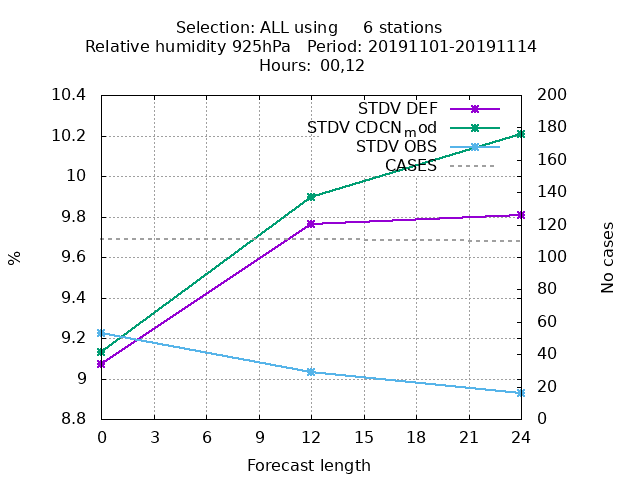 Selection: ALL using     6 stations
Relative humidity 925hPa   Period: 20191101-20191114
Hours: 00,12
STDV DEF
STDV CDCNmod
STDV OBS
CASES
10.4
10.2
10
9.8
9.6
9.4
9.2
9
8.8
%
200
180
160
140
120
100
80
60
40
20
0
No cases
0 3 6 9 12 15 18 21 24
Forecast length